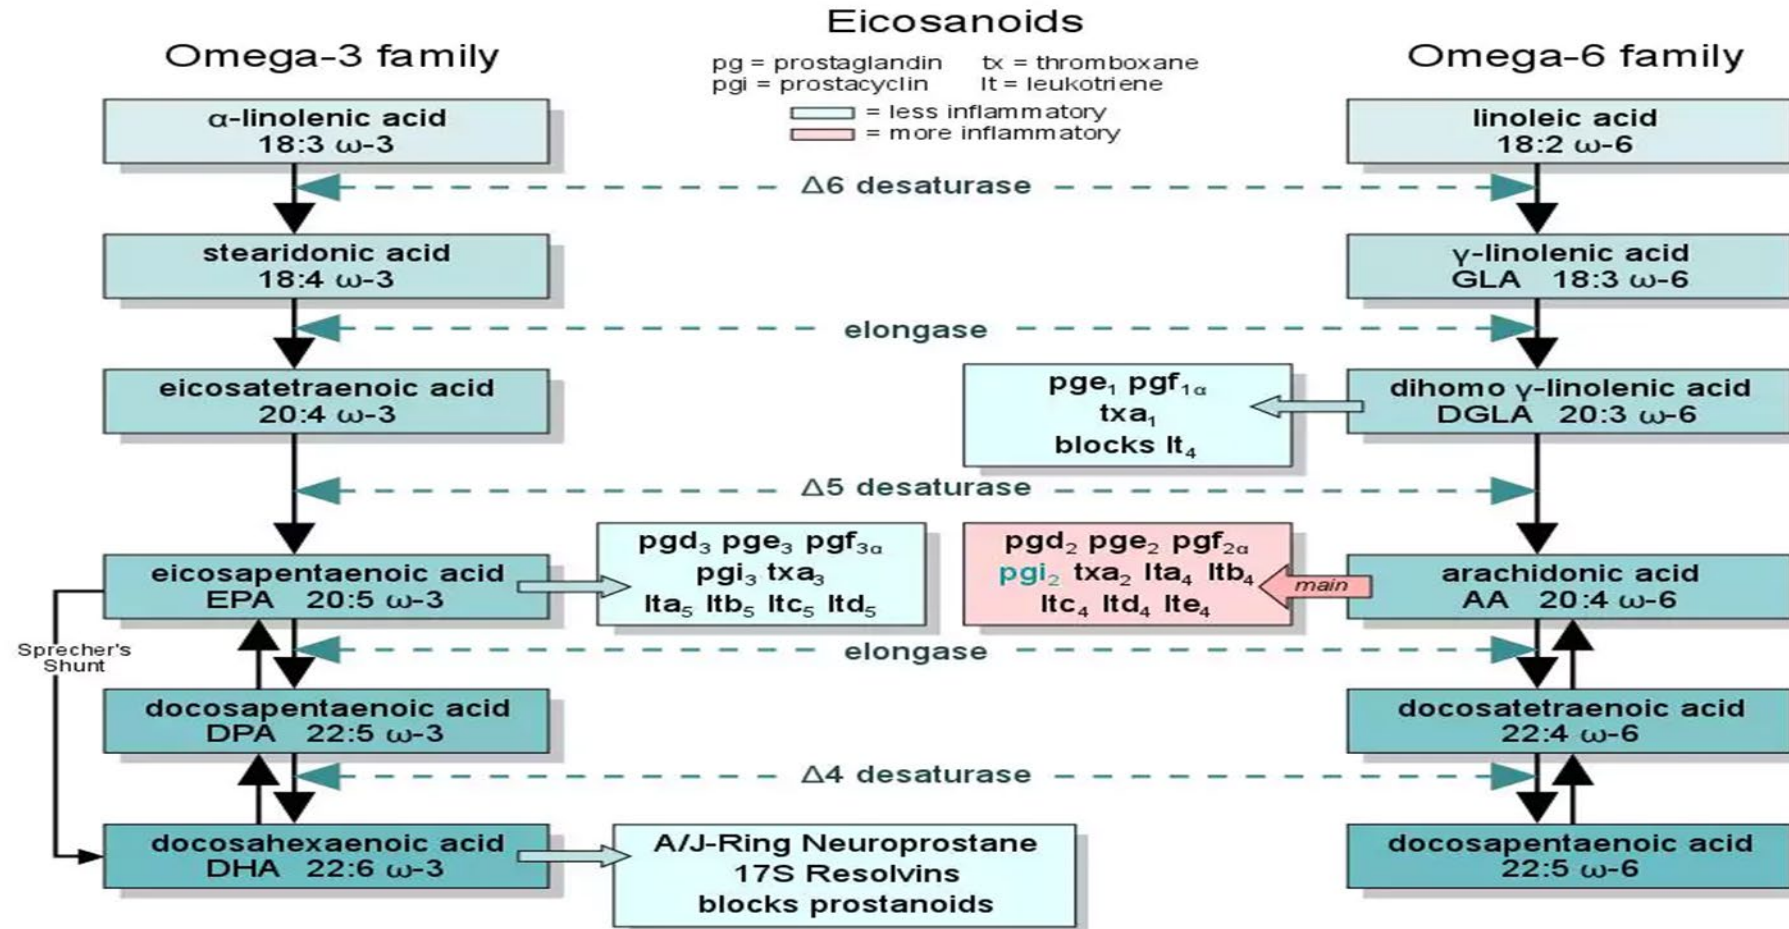 Eicosanoids
Omega-3 family
Omega-6 family
pg = prostaglandin tx = thromboxane
pgi = prostacyclin lt = leukotriene
= less inflammatory
= more inflammatory
α-linolenic acid
18:3 ω-3
linoleic acid
18:2 ω-6
Δ6 desaturase
stearidonic acid
18:4 ω-3
γ-linolenic acid
GLA 18:3 ω-6
elongase
eicosatetraenoic acid
20:4 ω-3
pge₁ pgf₁α
txa₁
blocks lt₄
dihomo γ-linolenic acid
DGLA 20:3 ω-6
Δ5 desaturase
eicosapentaenoic acid
EPA 20:5 ω-3
pgd₃ pge₃ pgf₃α
pgi₃ txa₃
lta₅ ltb₅ ltc₅ ltd₅
pgd₂ pge₂ pgf₂α
pgi₂ txa₂ lta₄ ltb₄
ltc₄ ltd₄ lte₄
main
arachidonic acid
AA 20:4 ω-6
Sprecher's
Shunt
elongase
docosapentaenoic acid
DPA 22:5 ω-3
docosatetraenoic acid
22:4 ω-6
Δ4 desaturase
docosahexaenoic acid
DHA 22:6 ω-3
A/J-Ring Neuroprostane
17S Resolvins
blocks prostanoids
docosapentaenoic acid
22:5 ω-6